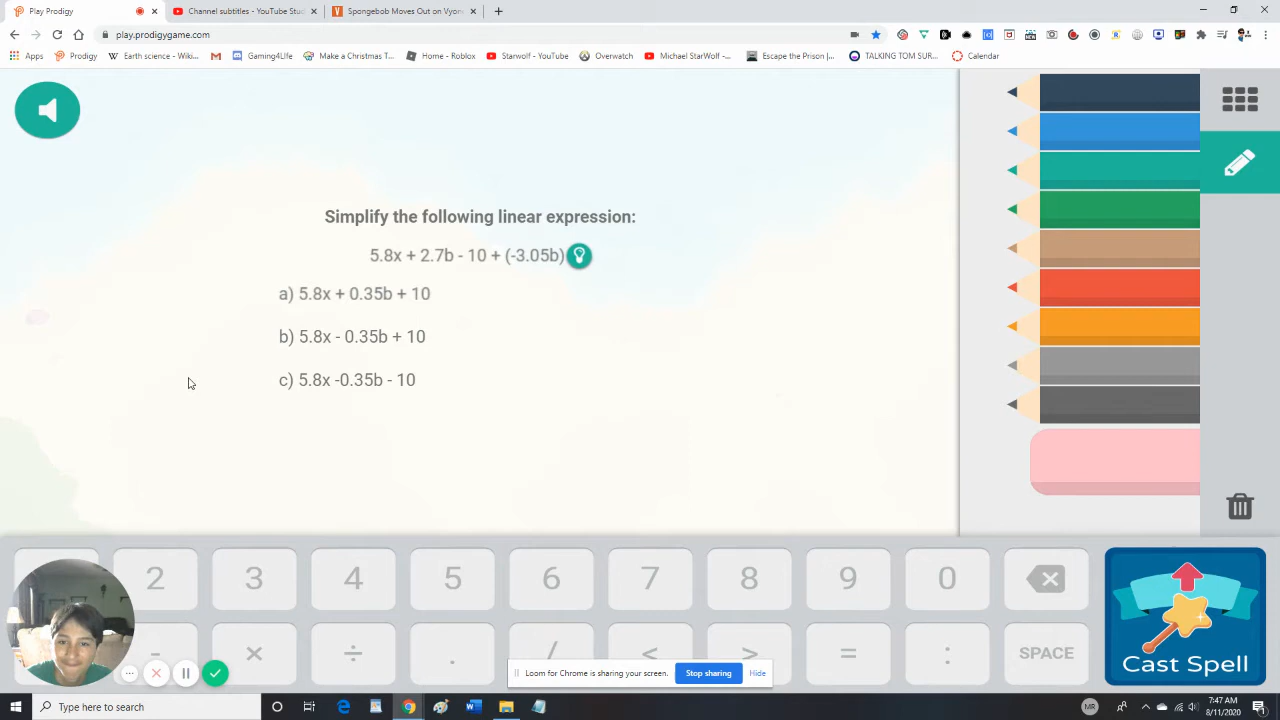 Play Prodigy
Channel subtitles - YouTube Stud
Spongebob Moves Out on Vyon
play.prodigygame.com
Apps
Prodigy
Earth science - Wiki...
Gaming4life
Make a Christmas T...
Home - Roblox
Starwolf - YouTube
Overwatch
Michael StarWolf -...
Escape the Prison |...
TALKING TOM SUR...
Calendar
Simplify the following linear expression:
5.8x + 2.7b - 10 + (-3.05b)
a) 5.8x + 0.35b + 10
b) 5.8x - 0.35b + 10
c) 5.8x -0.35b - 10
2 3 4 5 6 7 8 9 0
- × ÷ . / < > = : SPACE
Cast Spell
Loom for Chrome is sharing your screen.
Stop sharing
Hide
Type here to search
MR
7:47 AM
8/11/2020